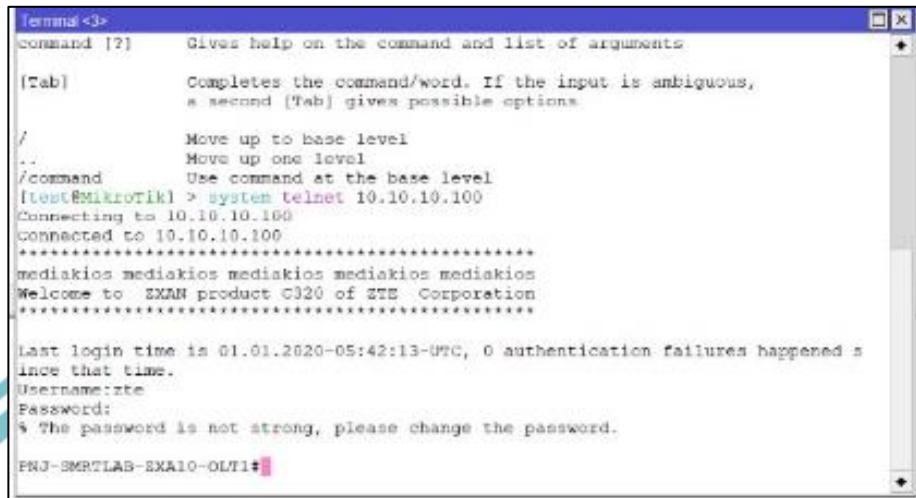 Terminal <3>
command [?] Gives help on the command and list of arguments
[Tab] Completes the command/word. If the input is ambiguous,
a second [Tab] gives possible options
/ Move up to base level
.. Move up one level
/command Use command at the base level
[test@MikroTik] > system telnet 10.10.10.100
Connecting to 10.10.10.100
Connected to 10.10.10.100
***************************************************
mediakios mediakios mediakios mediakios mediakios
Welcome to ZXAN product C320 of ZTE Corporation
***************************************************
Last login time is 01.01.2020-05:42:13-UTC, 0 authentication failures happened s
ince that time.
Username:zte
Password:
% The password is not strong, please change the password.
PNJ-SMRTLAB-ZXA10-OLT1#